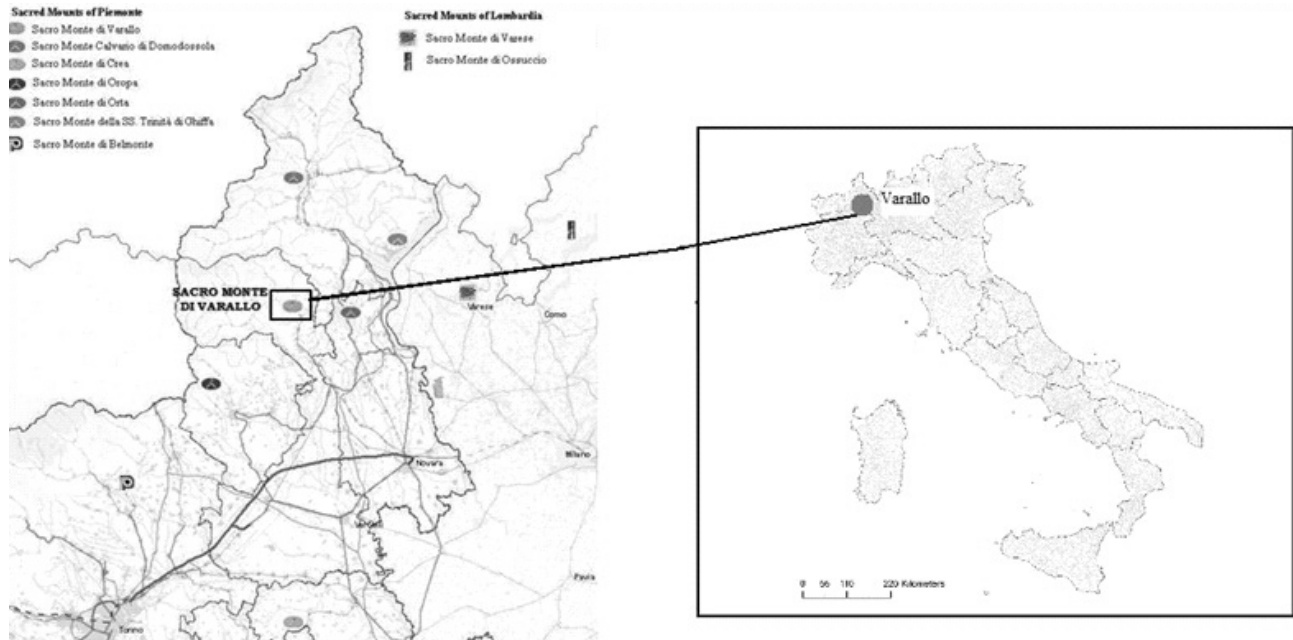 Sacred Mounts of Piemonte
Sacro Monte di Varallo
Sacro Monte Calvario di Domodossola
Sacro Monte di Crea
Sacro Monte di Oropa
Sacro Monte di Orta
Sacro Monte della SS. Trinità di Ghiffa
Sacro Monte di Belmonte
Sacred Mounts of Lombardia
Sacro Monte di Varese
Sacro Monte di Ossuccio
SACRO MONTE
DI VARALLO
Varese
Como
Novara
Milano
Vercelli
Pavia
Torino
Varallo
0 55 110 220 Kilometers